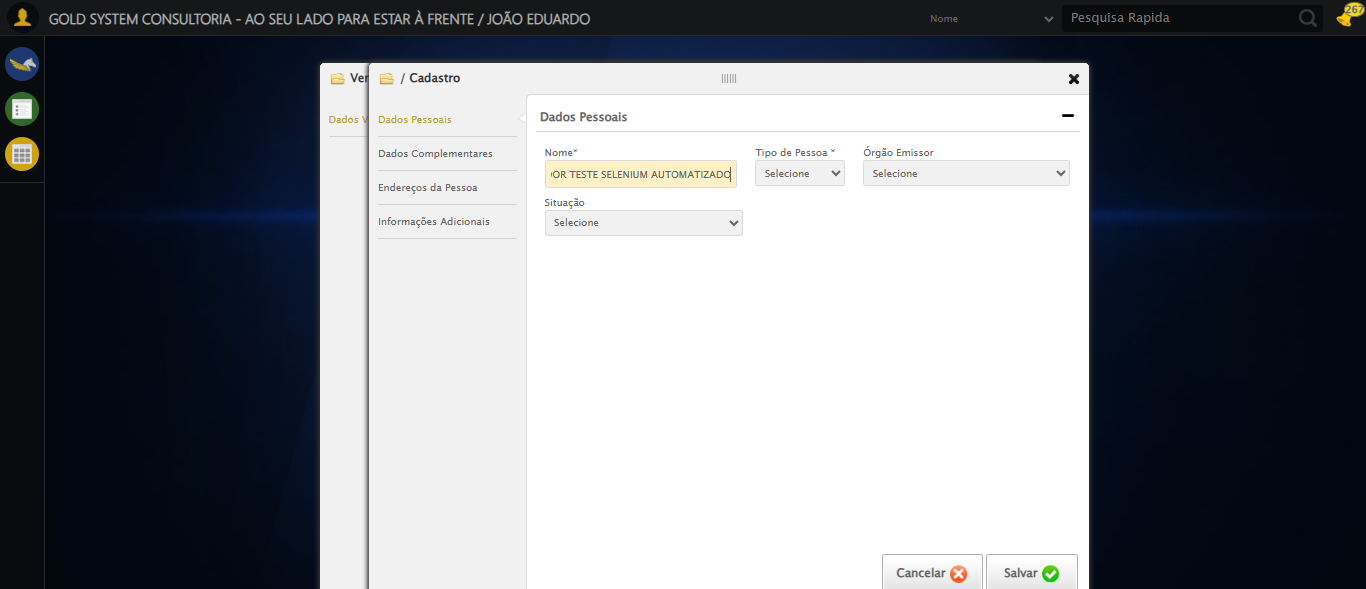 GOLD SYSTEM CONSULTORIA - AO SEU LADO PARA ESTAR À FRENTE / JOÃO EDUARDO
Nome
Pesquisa Rapida
267
Ver
/ Cadastro
Dados V
Dados Pessoais
Dados Complementares
Endereços da Pessoa
Informações Adicionais
Dados Pessoais
Nome*
Tipo de Pessoa *
Órgão Emissor
OR TESTE SELENIUM AUTOMATIZADO
Selecione
Selecione
Situação
Selecione
Cancelar
Salvar